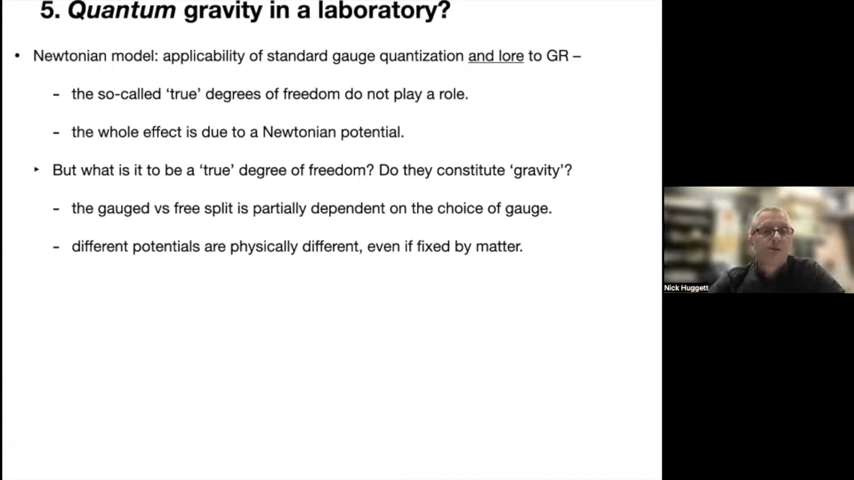 5. Quantum gravity in a laboratory?
• Newtonian model: applicability of standard gauge quantization and lore to GR –
- the so-called ‘true’ degrees of freedom do not play a role.
- the whole effect is due to a Newtonian potential.
‣ But what is it to be a ‘true’ degree of freedom? Do they constitute ‘gravity’?
- the gauged vs free split is partially dependent on the choice of gauge.
- different potentials are physically different, even if fixed by matter.
Nick Huggett